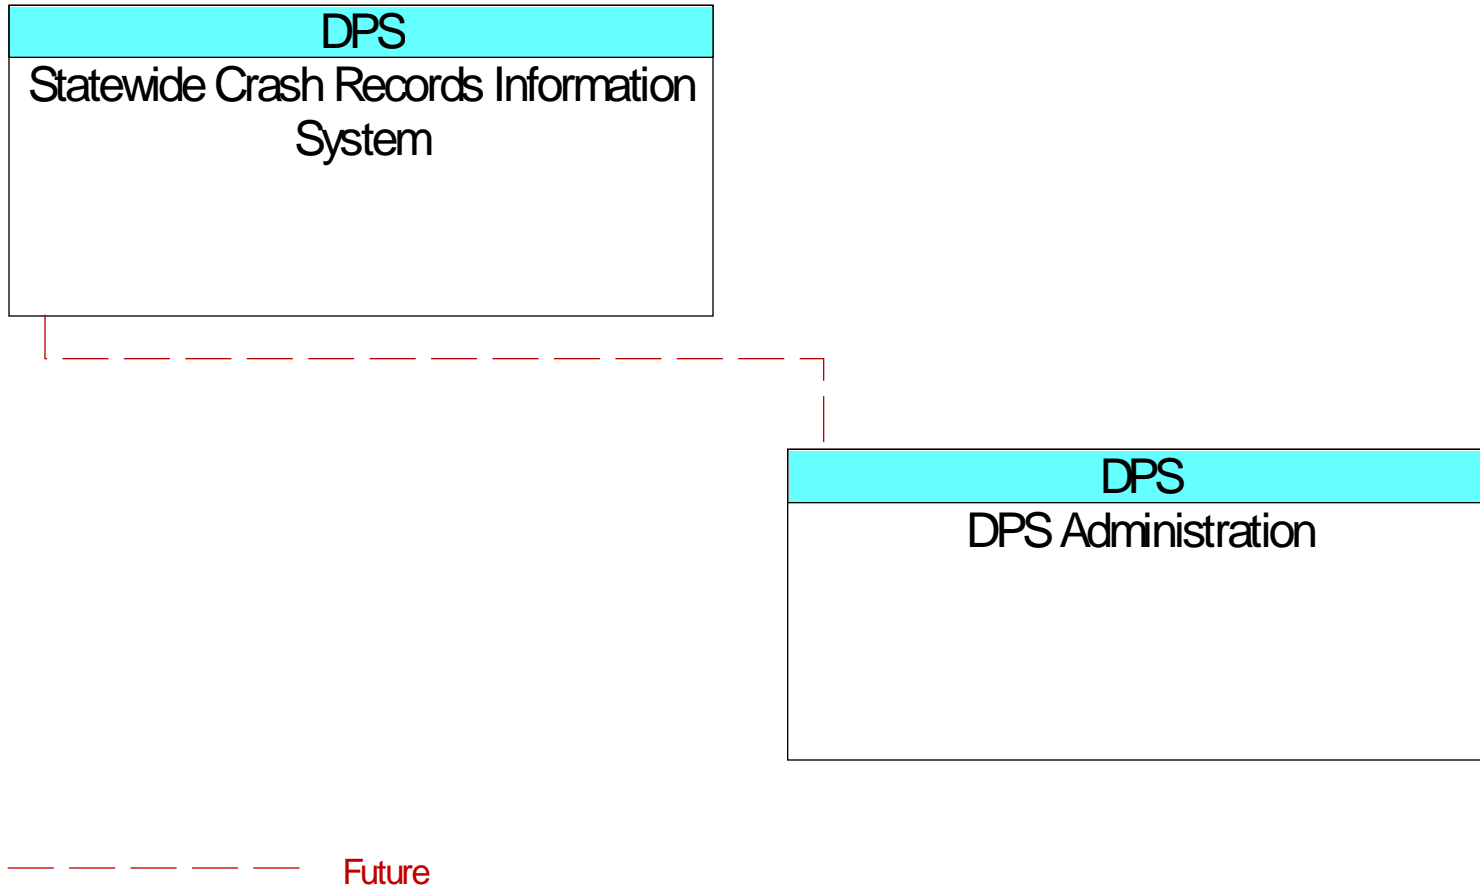 DPS
Statewide Crash Records Information
System
DPS
DPS Administration
Future